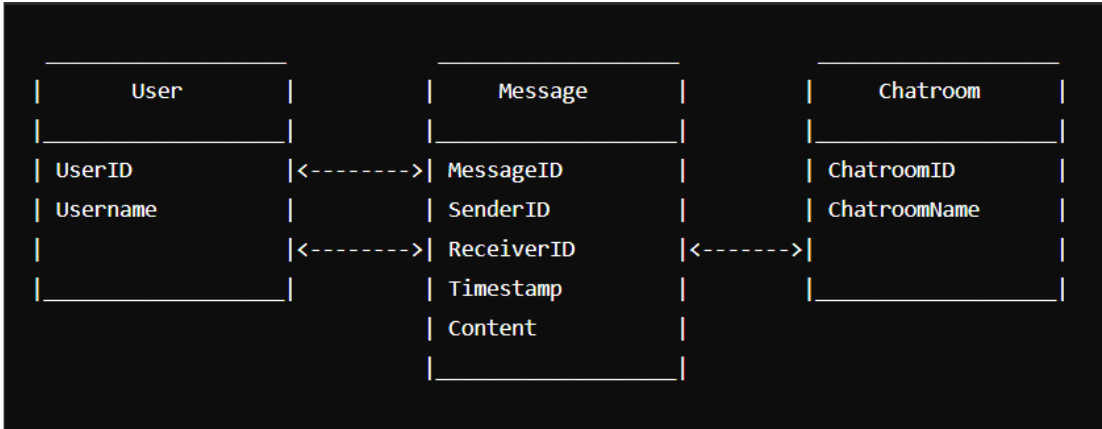 User Message Chatroom
UserID <--------> MessageID ChatroomID
Username SenderID ChatroomName
<--------> ReceiverID <------->
Timestamp
Content